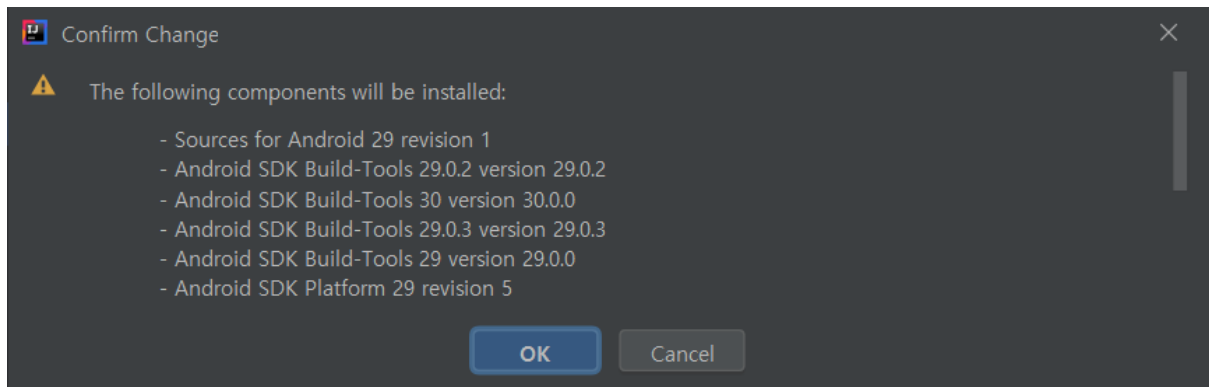 Confirm Change
The following components will be installed:
- Sources for Android 29 revision 1
- Android SDK Build-Tools 29.0.2 version 29.0.2
- Android SDK Build-Tools 30 version 30.0.0
- Android SDK Build-Tools 29.0.3 version 29.0.3
- Android SDK Build-Tools 29 version 29.0.0
- Android SDK Platform 29 revision 5
OK
Cancel